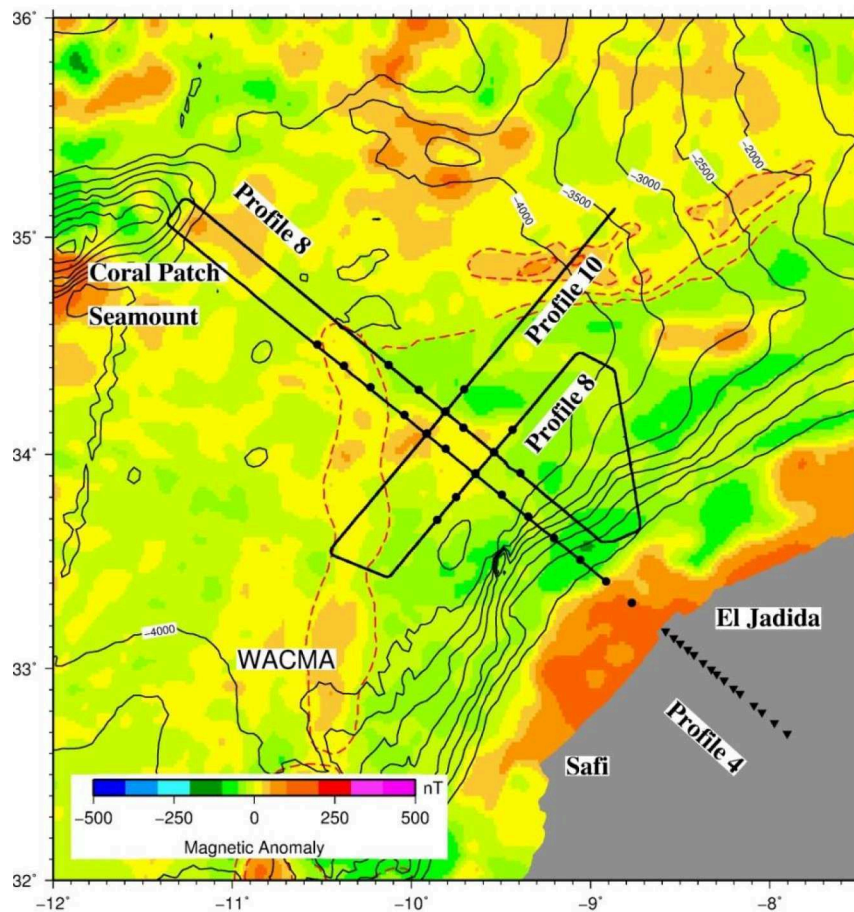 36°
35°
34°
33°
32°
Profile 8
-4000
-3500
-3000
-2500
-2000
Coral Patch
Seamount
Profile 10
Profile 8
-4000
WACMA
El Jadida
Profile 4
Safi
nT
-500 -250 0 250 500
Magnetic Anomaly
-12 -11 -10 -9 -8